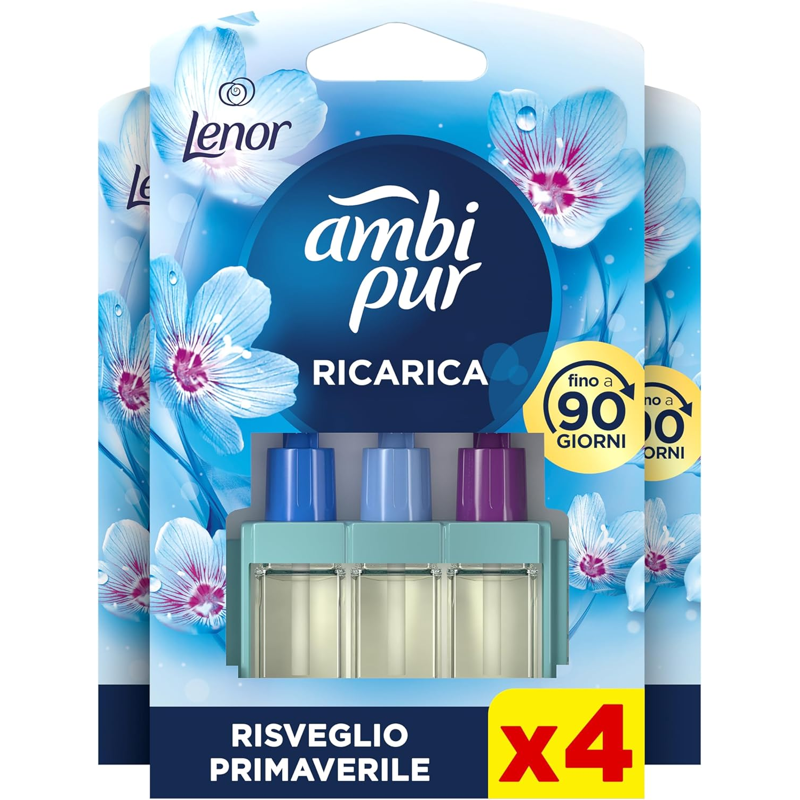 Lenor
ambi
pur
RICARICA
fino a
90
GIORNI
RISVEGLIO
PRIMAVERILE
x4